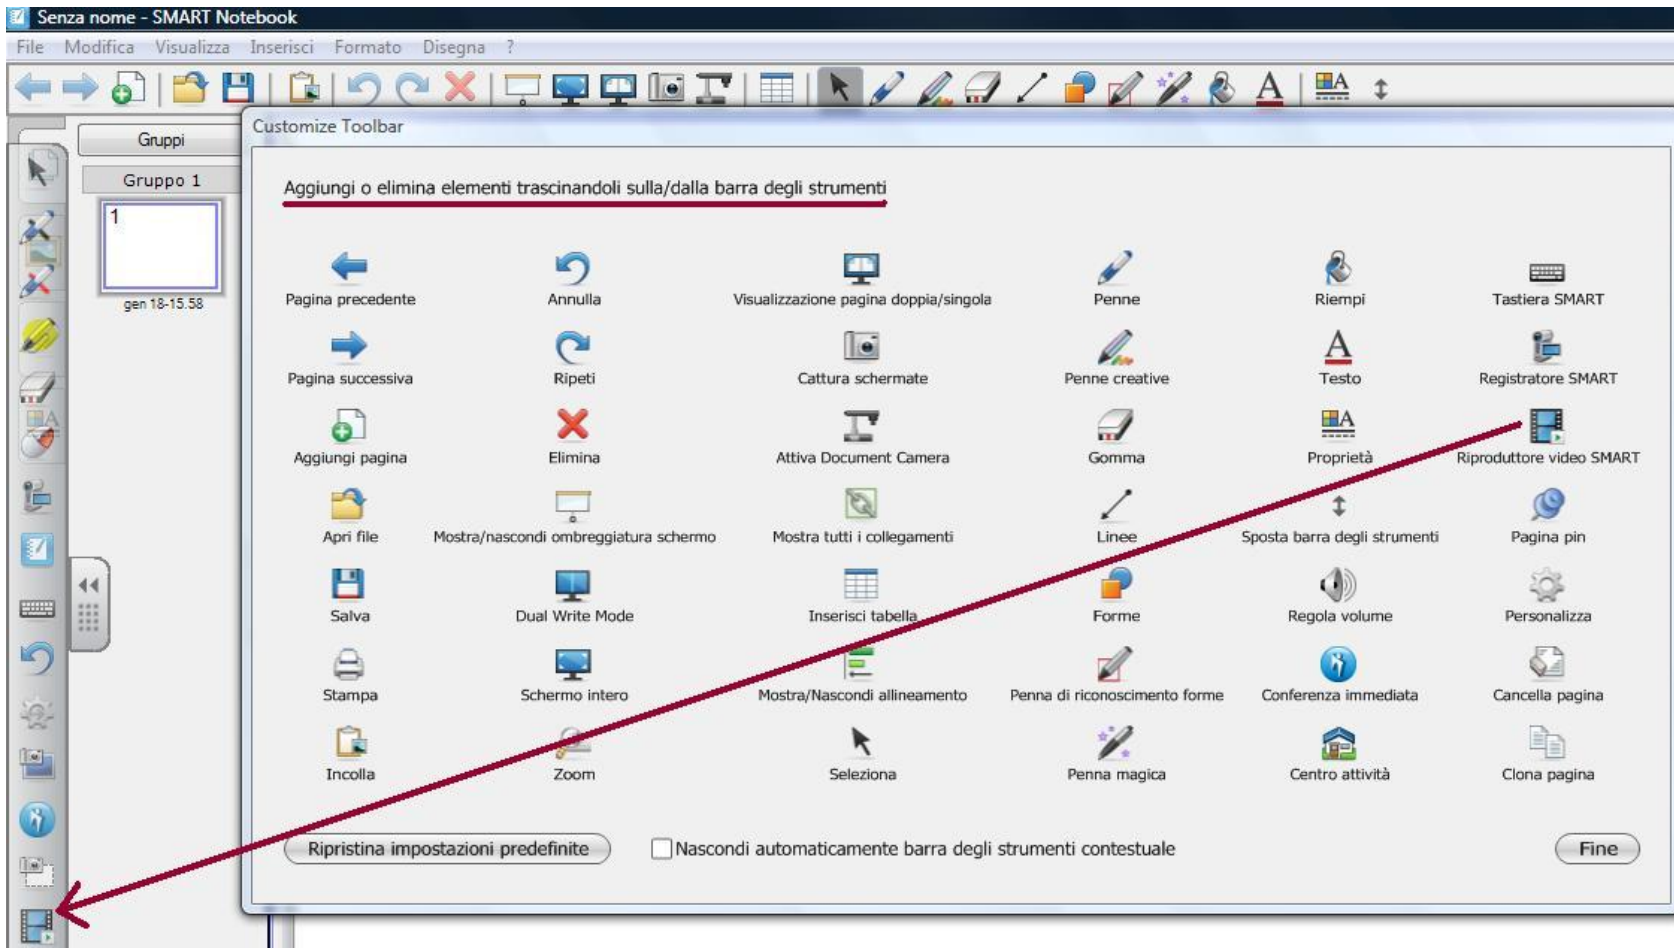 Senza nome - SMART Notebook
File Modifica Visualizza Inserisci Formato Disegna ?
Customize Toolbar
Gruppi
Gruppo 1
1
gen 18-15.58
Aggiungi o elimina elementi trascinandoli sulla/dalla barra degli strumenti
Pagina precedente Annulla Visualizzazione pagina doppia/singola Penne Riempi Tastiera SMART
Pagina successiva Ripeti Cattura schermate Penne creative Testo Registratore SMART
Aggiungi pagina Elimina Attiva Document Camera Gomma Proprietà Riproduttore video SMART
Apri file Mostra/nascondi ombreggiatura schermo Mostra tutti i collegamenti Linee Sposta barra degli strumenti Pagina pin
Salva Dual Write Mode Inserisci tabella Forme Regola volume Personalizza
Stampa Schermo intero Mostra/Nascondi allineamento Penna di riconoscimento forme Conferenza immediata Cancella pagina
Incolla Zoom Seleziona Penna magica Centro attività Clona pagina
Ripristina impostazioni predefinite Nascondi automaticamente barra degli strumenti contestuale Fine